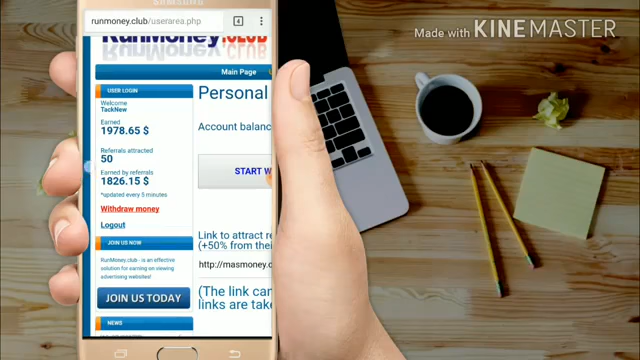 SAMSUNG
runmoney.club/userarea.php
4
Made with KINEMASTER
RunMoney.CLUB
Main Page
USER LOGIN
Welcome
TackNew
Earned
1978.65 $
Referrals attracted
50
Earned by referrals
1826.15 $
*updated every 5 minutes
Withdraw money
Logout
JOIN US NOW
RunMoney.club - is an effective
solution for earning on viewing
advertising websites!
JOIN US TODAY
NEWS
Personal
Account balanc
START W
Link to attract re
(+50% from their
http://masmoney.c
(The link can
links are take